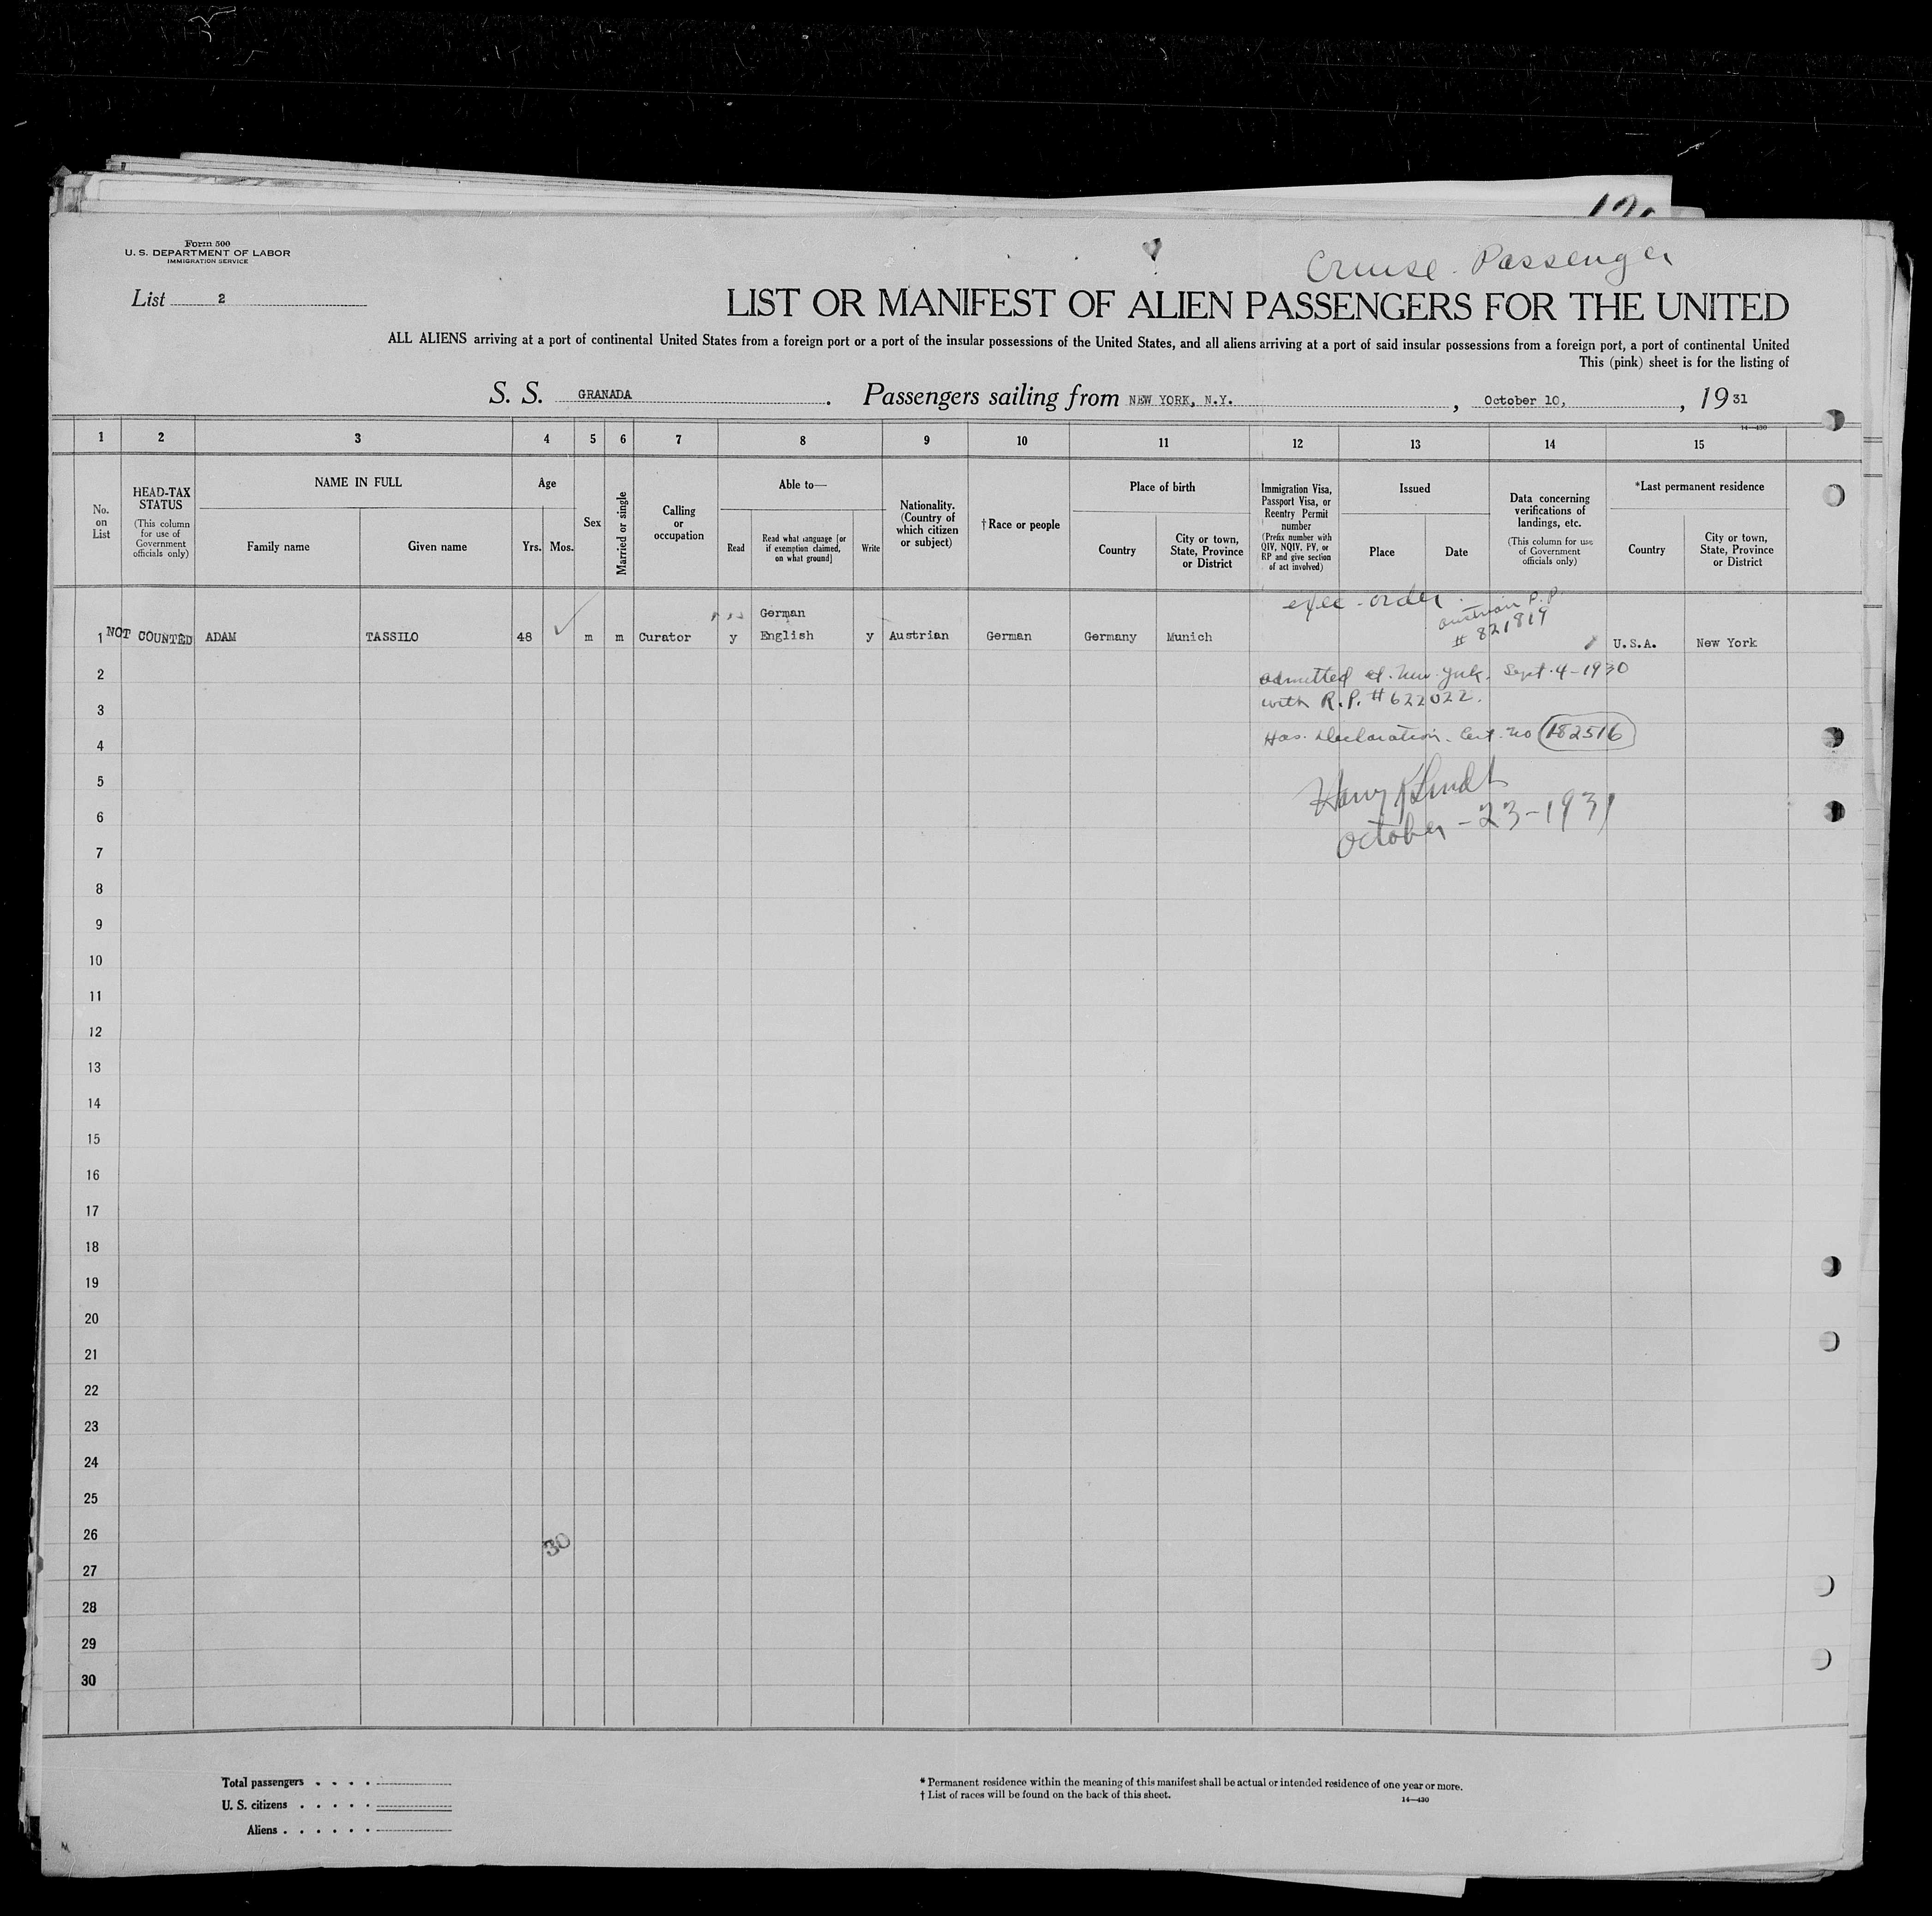 Form 500
U. S. DEPARTMENT OF LABOR
IMMIGRATION SERVICE
List 2
Cruise Passenger
LIST OR MANIFEST OF ALIEN PASSENGERS FOR THE UNITED
ALL ALIENS arriving at a port of continental United States from a foreign port or a port of the insular possessions of the United States, and all aliens arriving at a port of said insular possessions from a foreign port, a port of continental United
This (pink) sheet is for the listing of
S. S. GRANADA. Passengers sailing from NEW YORK, N.Y., October 10, , 1931
14—430
1 2 3 4 5 6 7 8 9 10 11 12 13 14 15
No. on List
HEAD-TAX STATUS
(This column for use of Government officials only)
NAME IN FULL
Family name
Given name
Age
Yrs. Mos.
Sex
Married or single
Calling or occupation
Able to—
Read
Read what language [or if exemption claimed, on what ground]
Write
Nationality. (Country of which citizen or subject)
†Race or people
Place of birth
Country
City or town, State, Province or District
Immigration Visa, Passport Visa, or Reentry Permit number
(Prefix number with QIV, NQIV, PV, or RP and give section of act involved)
Issued
Place
Date
Data concerning verifications of landings, etc.
(This column for use of Government officials only)
*Last permanent residence
Country
City or town, State, Province or District
exec order
Austrian P.P.
# 821819
German
1 NOT COUNTED ADAM TASSILO 48 m m Curator y English y Austrian German Germany Munich U.S.A. New York
2 admitted at New York. Sept. 4-1930
3 with R.P. # 622022.
4 Has Declaration. Cert. No 182516
5 Harry
6 October-23-1931
7
8
9
10
11
12
13
14
15
16
17
18
19
20
21
22
23
24
25
26
30
27
28
29
30
Total passengers . . . .
U. S. citizens . . . . .
Aliens . . . . . .
* Permanent residence within the meaning of this manifest shall be actual or intended residence of one year or more.
† List of races will be found on the back of this sheet.
14—430